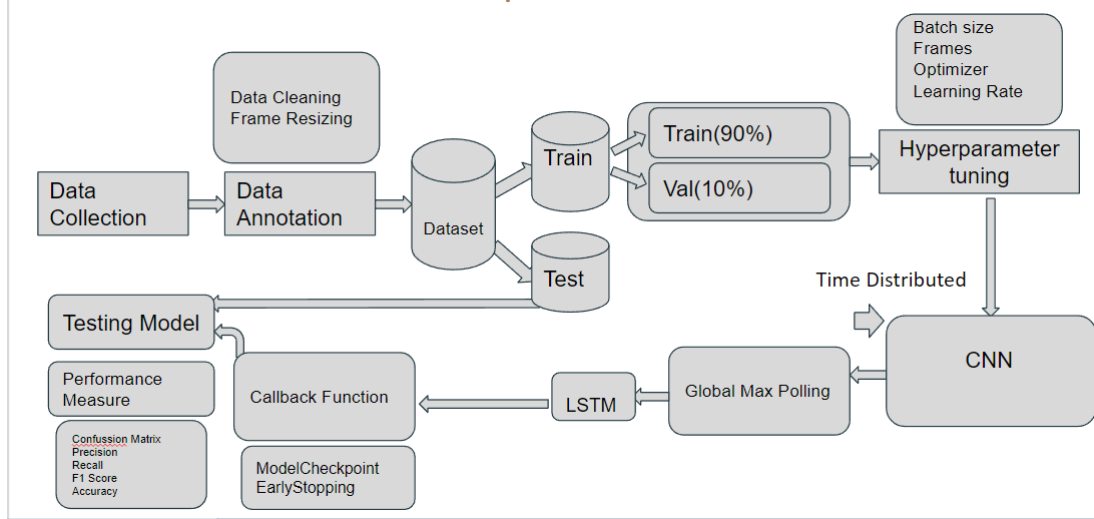 Data Cleaning
Frame Resizing
Data
Collection
Data
Annotation
Dataset
Train
Test
Train(90%)
Val(10%)
Batch size
Frames
Optimizer
Learning Rate
Hyperparameter
tuning
Time Distributed
CNN
Global Max Polling
LSTM
Callback Function
ModelCheckpoint
EarlyStopping
Testing Model
Performance
Measure
Confussion Matrix
Precision
Recall
F1 Score
Accuracy